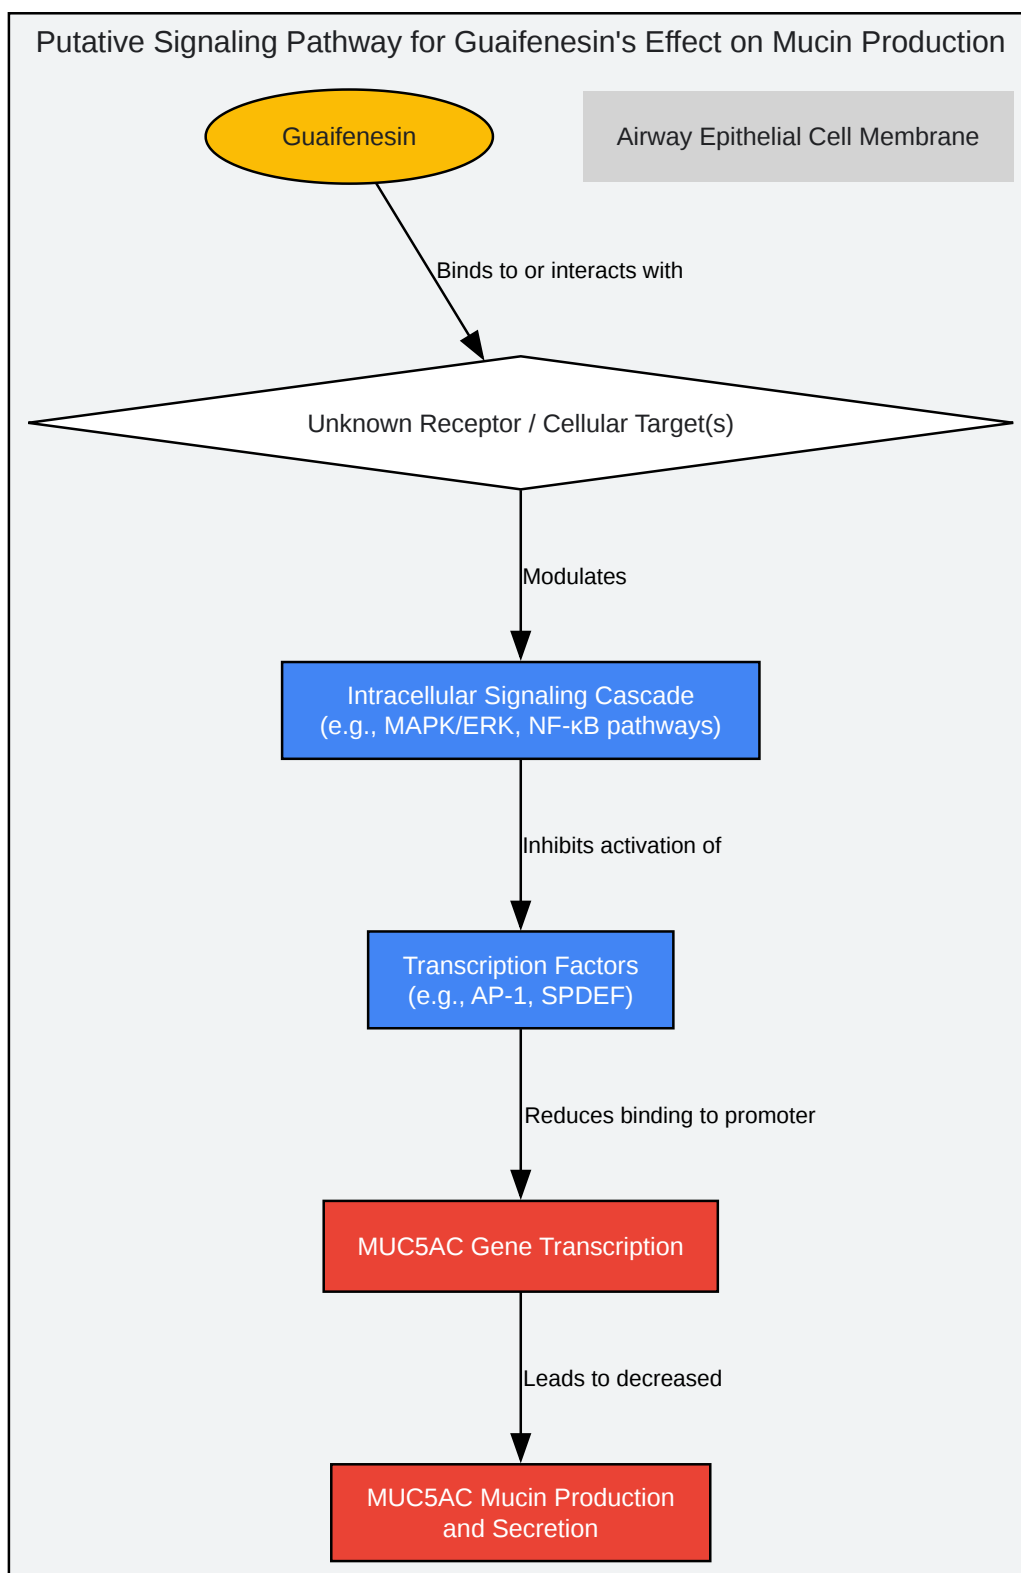 Putative Signaling Pathway for Guaifenesin's Effect on Mucin Production
Guaifenesin
Airway Epithelial Cell Membrane
Binds to or interacts with
Unknown Receptor / Cellular Target(s)
Modulates
Intracellular Signaling Cascade
(e.g., MAPK/ERK, NF-κB pathways)
Inhibits activation of
Transcription Factors
(e.g., AP-1, SPDEF)
Reduces binding to promoter
MUC5AC Gene Transcription
Leads to decreased
MUC5AC Mucin Production
and Secretion